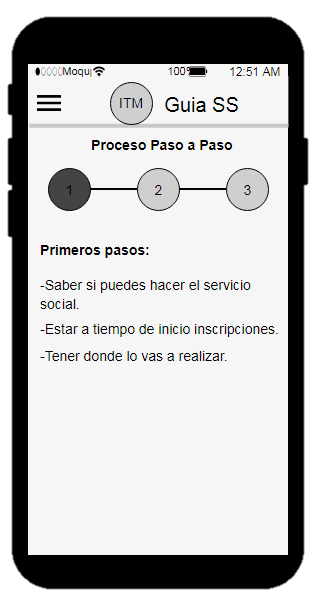 Moqu 100% 12:51 AM
ITM Guia SS
Proceso Paso a Paso
1 2 3
Primeros pasos:
-Saber si puedes hacer el servicio
social.
-Estar a tiempo de inicio inscripciones.
-Tener donde lo vas a realizar.